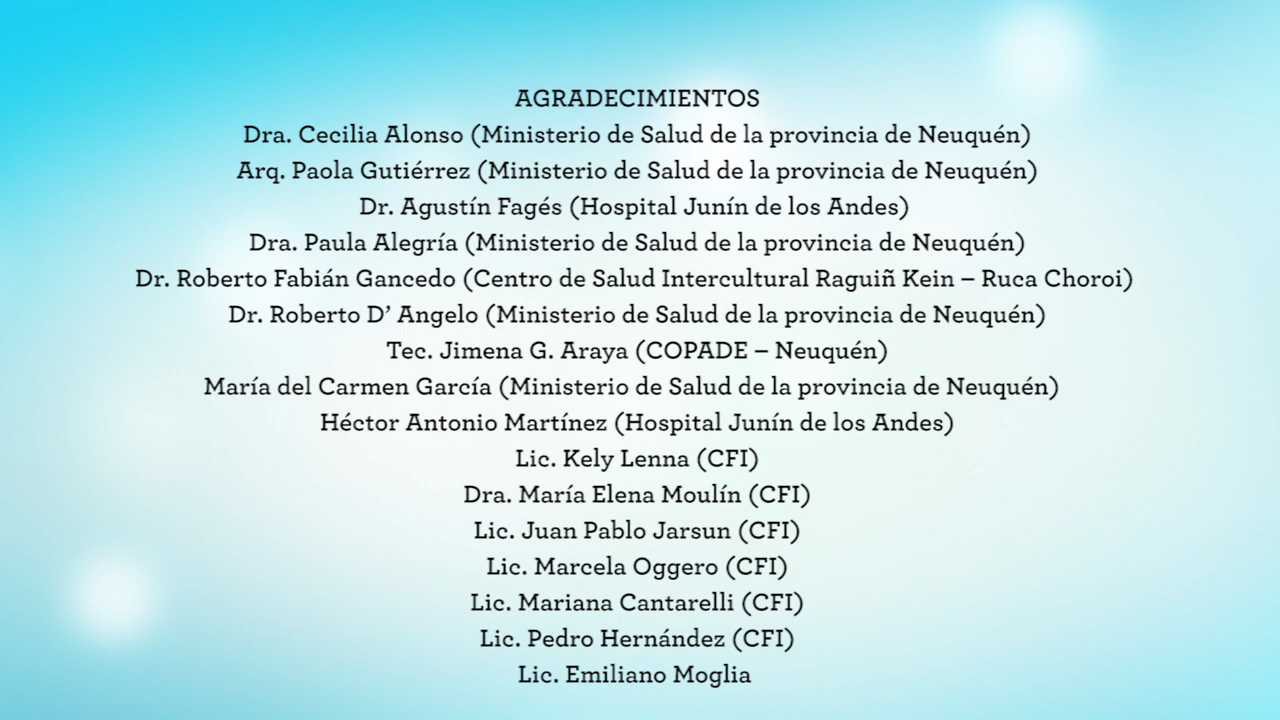 AGRADECIMIENTOS
Dra. Cecilia Alonso (Ministerio de Salud de la provincia de Neuquén)
Arq. Paola Gutiérrez (Ministerio de Salud de la provincia de Neuquén)
Dr. Agustín Fagés (Hospital Junín de los Andes)
Dra. Paula Alegría (Ministerio de Salud de la provincia de Neuquén)
Dr. Roberto Fabián Gancedo (Centro de Salud Intercultural Raguiñ Kein – Ruca Choroi)
Dr. Roberto D’ Angelo (Ministerio de Salud de la provincia de Neuquén)
Tec. Jimena G. Araya (COPADE – Neuquén)
María del Carmen García (Ministerio de Salud de la provincia de Neuquén)
Héctor Antonio Martínez (Hospital Junín de los Andes)
Lic. Kely Lenna (CFI)
Dra. María Elena Moulín (CFI)
Lic. Juan Pablo Jarsun (CFI)
Lic. Marcela Oggero (CFI)
Lic. Mariana Cantarelli (CFI)
Lic. Pedro Hernández (CFI)
Lic. Emiliano Moglia